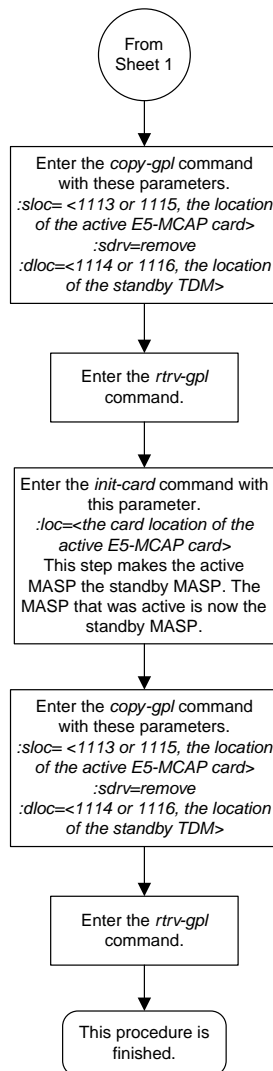 From
Sheet 1
Enter the copy-gpl command
with these parameters.
:sloc= <1113 or 1115, the location
of the active E5-MCAP card>
:sdrv=remove
:dloc=<1114 or 1116, the location
of the standby TDM>
Enter the rtrv-gpl
command.
Enter the init-card command with
this parameter.
:loc=<the card location of the
active E5-MCAP card>
This step makes the active
MASP the standby MASP. The
MASP that was active is now the
standby MASP.
Enter the copy-gpl command
with these parameters.
:sloc= <1113 or 1115, the location
of the active E5-MCAP card>
:sdrv=remove
:dloc=<1114 or 1116, the location
of the standby TDM>
Enter the rtrv-gpl
command.
This procedure is
finished.